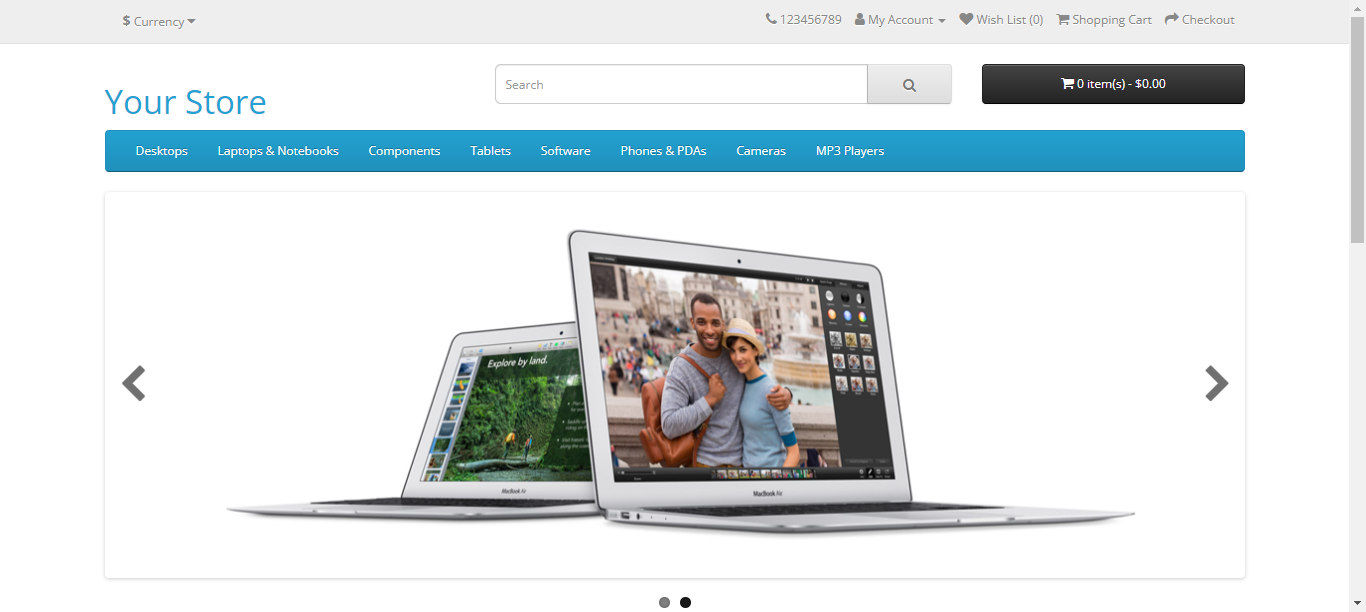 $ Currency
123456789 My Account Wish List (0) Shopping Cart Checkout
Your Store
Search
0 item(s) - $0.00
Desktops Laptops & Notebooks Components Tablets Software Phones & PDAs Cameras MP3 Players
Explore by land.
MacBook Air
MacBook Air